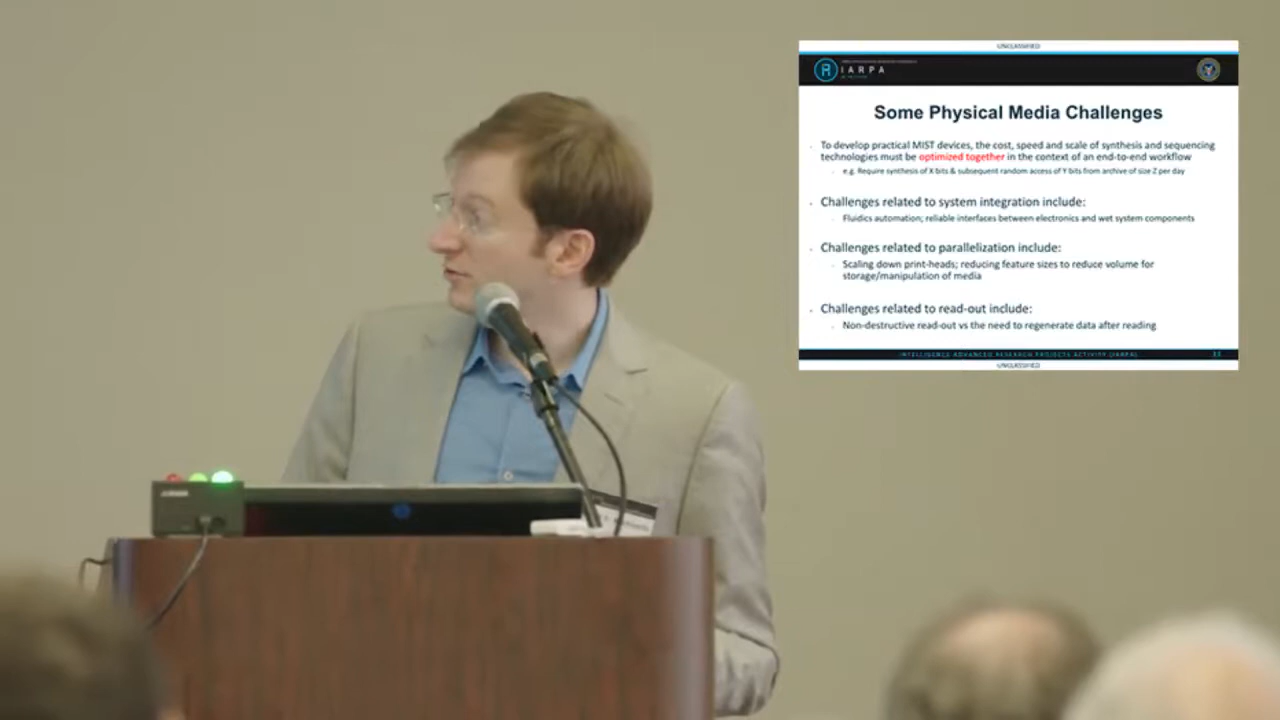 UNCLASSIFIED
IARPA
Some Physical Media Challenges
To develop practical MIST devices, the cost, speed and scale of synthesis and sequencing
technologies must be optimized together in the context of an end-to-end workflow
e.g. Require synthesis of X bits & subsequent random access of Y bits from archive of size Z per day
Challenges related to system integration include:
Fluidics automation; reliable interfaces between electronics and wet system components
Challenges related to parallelization include:
Scaling down print-heads; reducing feature sizes to reduce volume for
storage/manipulation of media
Challenges related to read-out include:
Non-destructive read-out vs the need to regenerate data after reading
INTELLIGENCE ADVANCED RESEARCH PROJECTS ACTIVITY (IARPA)
UNCLASSIFIED